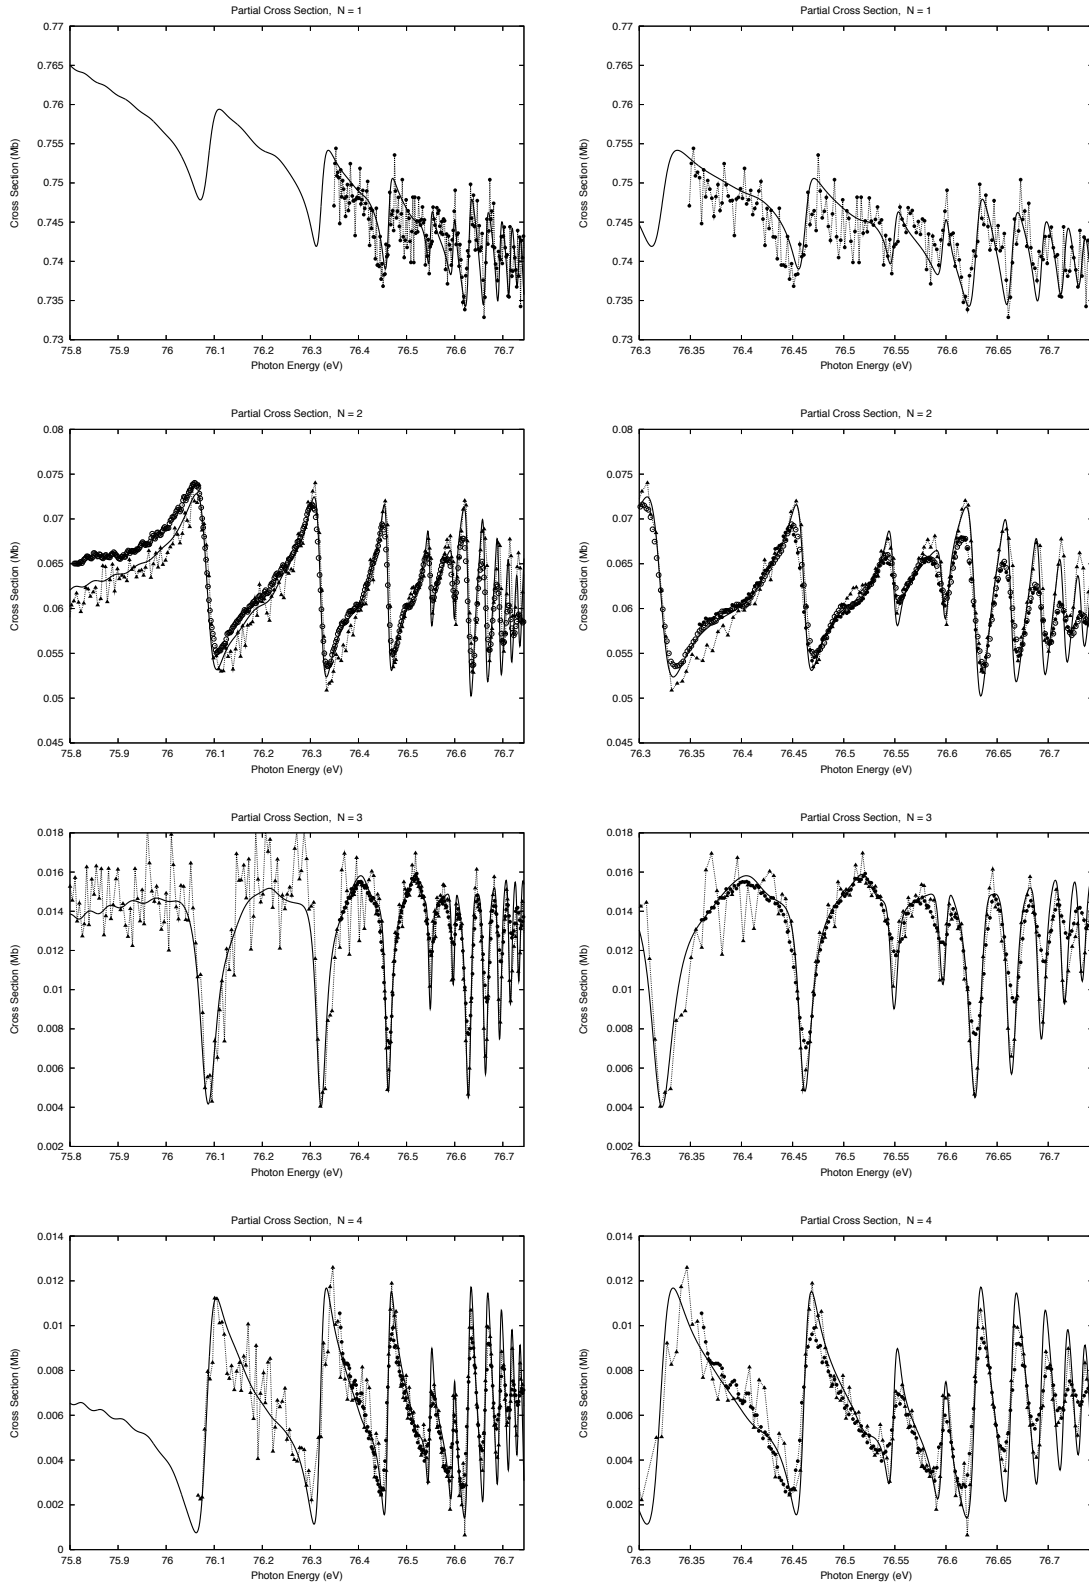 Partial Cross Section,  N = 1
0.77
0.765
0.76
0.755
0.75
0.745
0.74
0.735
0.73
Cross Section (Mb)
75.8 75.9 76 76.1 76.2 76.3 76.4 76.5 76.6 76.7
Photon Energy (eV)
Partial Cross Section,  N = 1
0.77
0.765
0.76
0.755
0.75
0.745
0.74
0.735
0.73
Cross Section (Mb)
76.3 76.35 76.4 76.45 76.5 76.55 76.6 76.65 76.7
Photon Energy (eV)
Partial Cross Section,  N = 2
0.08
0.075
0.07
0.065
0.06
0.055
0.05
0.045
Cross Section (Mb)
75.8 75.9 76 76.1 76.2 76.3 76.4 76.5 76.6 76.7
Photon Energy (eV)
Partial Cross Section,  N = 2
0.08
0.075
0.07
0.065
0.06
0.055
0.05
0.045
Cross Section (Mb)
76.3 76.35 76.4 76.45 76.5 76.55 76.6 76.65 76.7
Photon Energy (eV)
Partial Cross Section,  N = 3
0.018
0.016
0.014
0.012
0.01
0.008
0.006
0.004
0.002
Cross Section (Mb)
75.8 75.9 76 76.1 76.2 76.3 76.4 76.5 76.6 76.7
Photon Energy (eV)
Partial Cross Section,  N = 3
0.018
0.016
0.014
0.012
0.01
0.008
0.006
0.004
0.002
Cross Section (Mb)
76.3 76.35 76.4 76.45 76.5 76.55 76.6 76.65 76.7
Photon Energy (eV)
Partial Cross Section,  N = 4
0.014
0.012
0.01
0.008
0.006
0.004
0.002
0
Cross Section (Mb)
75.8 75.9 76 76.1 76.2 76.3 76.4 76.5 76.6 76.7
Photon Energy (eV)
Partial Cross Section,  N = 4
0.014
0.012
0.01
0.008
0.006
0.004
0.002
0
Cross Section (Mb)
76.3 76.35 76.4 76.45 76.5 76.55 76.6 76.65 76.7
Photon Energy (eV)